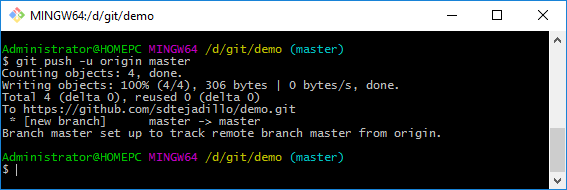 MINGW64:/d/git/demo
Administrator@HOMEPC MINGW64 /d/git/demo (master)
$ git push -u origin master
Counting objects: 4, done.
Writing objects: 100% (4/4), 306 bytes | 0 bytes/s, done.
Total 4 (delta 0), reused 0 (delta 0)
To https://github.com/sdtejadillo/demo.git
 * [new branch]      master -> master
Branch master set up to track remote branch master from origin.
Administrator@HOMEPC MINGW64 /d/git/demo (master)
$